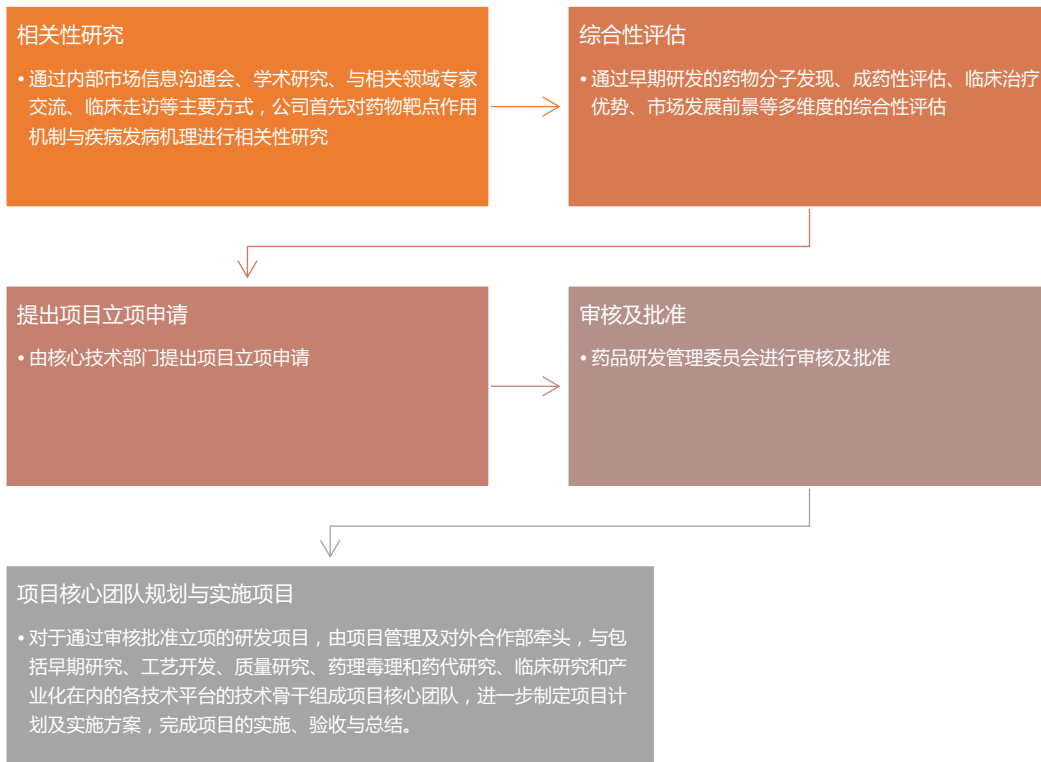 相关性研究
• 通过内部市场信息沟通会、学术研究、与相关领域专家
交流、临床走访等主要方式，公司首先对药物靶点作用
机制与疾病发病机理进行相关性研究
综合性评估
• 通过早期研发的药物分子发现、成药性评估、临床治疗
优势、市场发展前景等多维度的综合性评估
提出项目立项申请
• 由核心技术部门提出项目立项申请
审核及批准
• 药品研发管理委员会进行审核及批准
项目核心团队规划与实施项目
• 对于通过审核批准立项的研发项目，由项目管理及对外合作部牵头，与包
括早期研究、工艺开发、质量研究、药理毒理和药代研究、临床研究和产
业化在内的各技术平台的技术骨干组成项目核心团队，进一步制定项目计
划及实施方案，完成项目的实施、验收与总结。